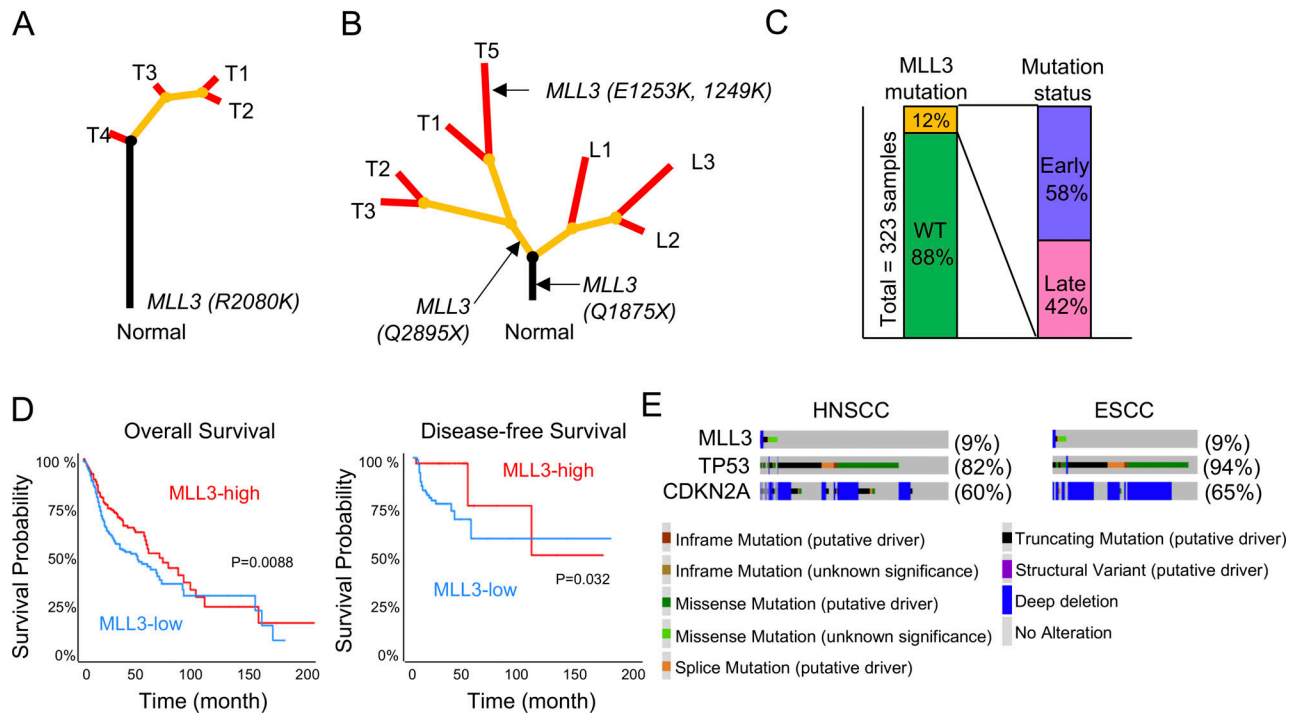 A
T3
T1
T2
T4
MLL3 (R2080K)
Normal
B
T5
MLL3 (E1253K, 1249K)
T1
L1
L3
T2
T3
L2
MLL3
(Q2895X)
MLL3
(Q1875X)
Normal
C
MLL3
mutation
Mutation
status
Total = 323 samples
12%
WT
88%
Early
58%
Late
42%
D
Overall Survival
Survival Probability
100 %
75%
50%
25%
0%
MLL3-high
P=0.0088
MLL3-low
0
50
100
150
200
Time (month)
Disease-free Survival
Survival Probability
100 %
75%
50%
25%
0%
MLL3-high
MLL3-low
P=0.032
0
50
100
150
200
Time (month)
E
HNSCC
ESCC
MLL3 (9%) (9%)
TP53 (82%) (94%)
CDKN2A (60%) (65%)
Inframe Mutation (putative driver)
Inframe Mutation (unknown significance)
Missense Mutation (putative driver)
Missense Mutation (unknown significance)
Splice Mutation (putative driver)
Truncating Mutation (putative driver)
Structural Variant (putative driver)
Deep deletion
No Alteration